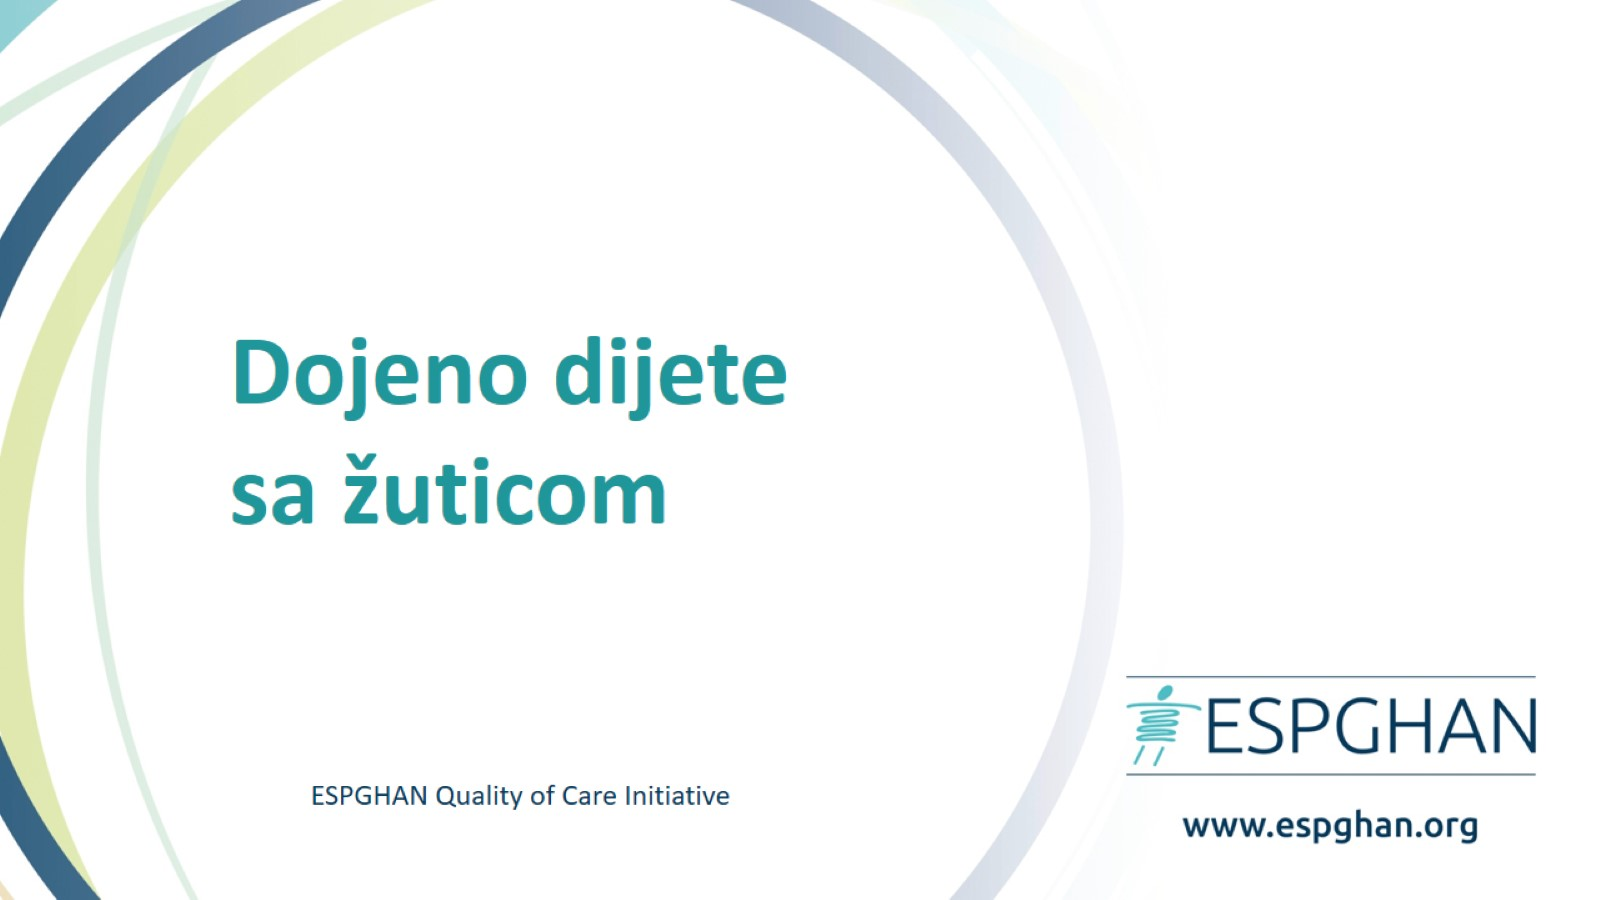 Dojeno dijete
sa žuticom
ESPGHAN Quality of Care Initiative
ESPGHAN
www.espghan.org